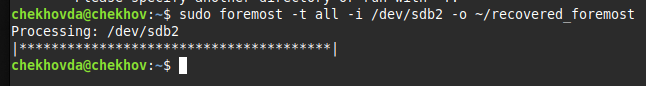 chekhovda@chekhov:~$ sudo foremost -t all -i /dev/sdb2 -o ~/recovered_foremost
Processing: /dev/sdb2
|***************************************|
chekhovda@chekhov:~$